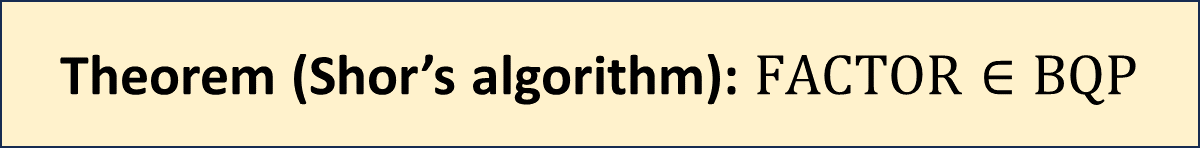 Theorem (Shor’s algorithm): FACTOR ∈ BQP